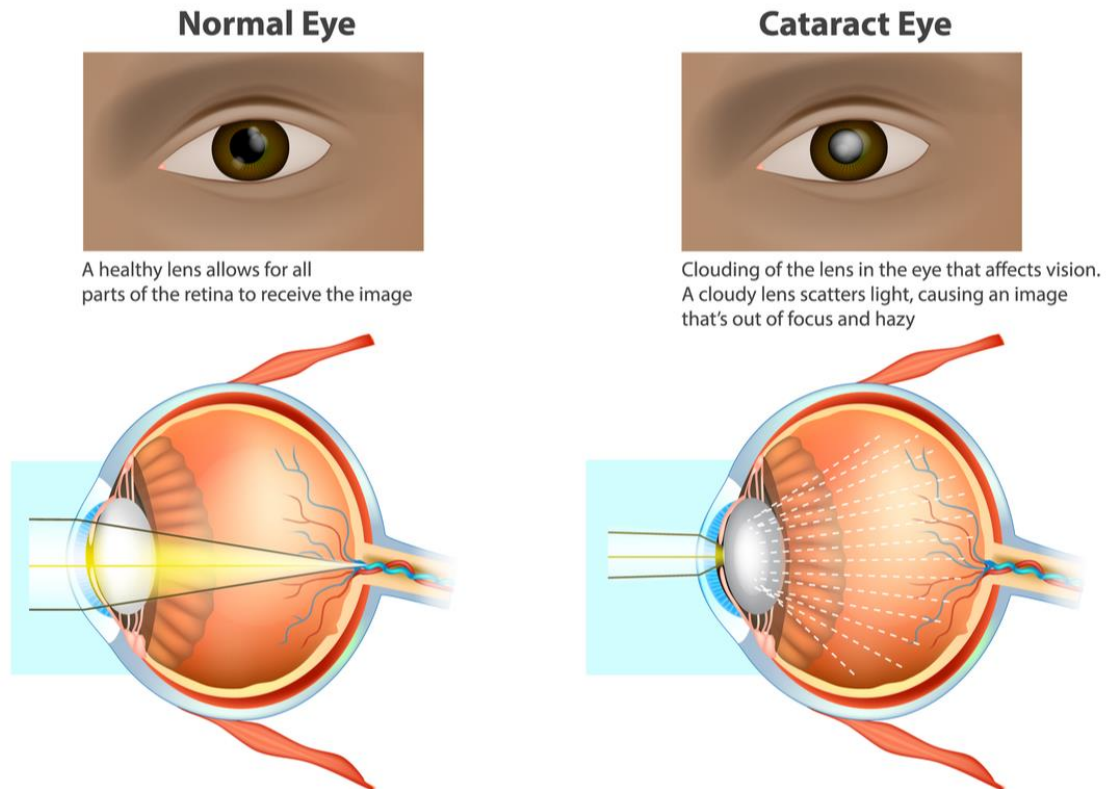 Normal Eye
A healthy lens allows for all
parts of the retina to receive the image
Cataract Eye
Clouding of the lens in the eye that affects vision.
A cloudy lens scatters light, causing an image
that's out of focus and hazy